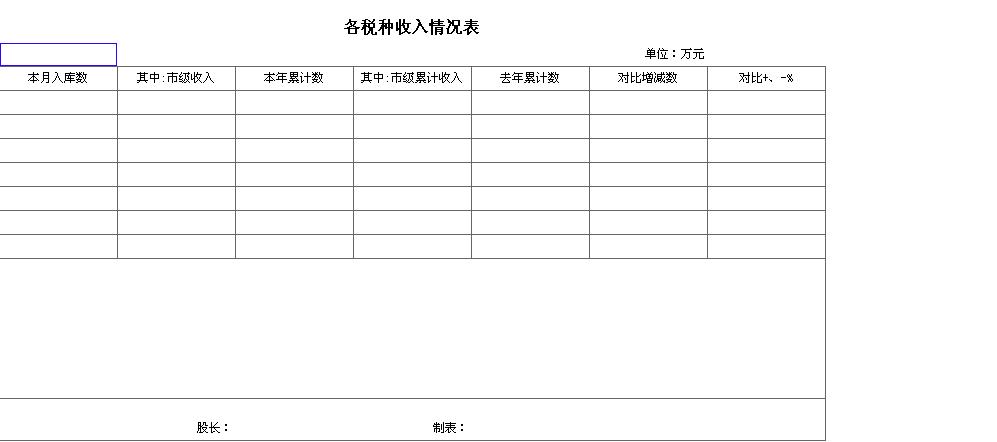 各税种收入情况表
单位：万元
本月入库数 其中:市级收入 本年累计数 其中:市级累计收入 去年累计数 对比增减数 对比+、-%
股长： 制表：